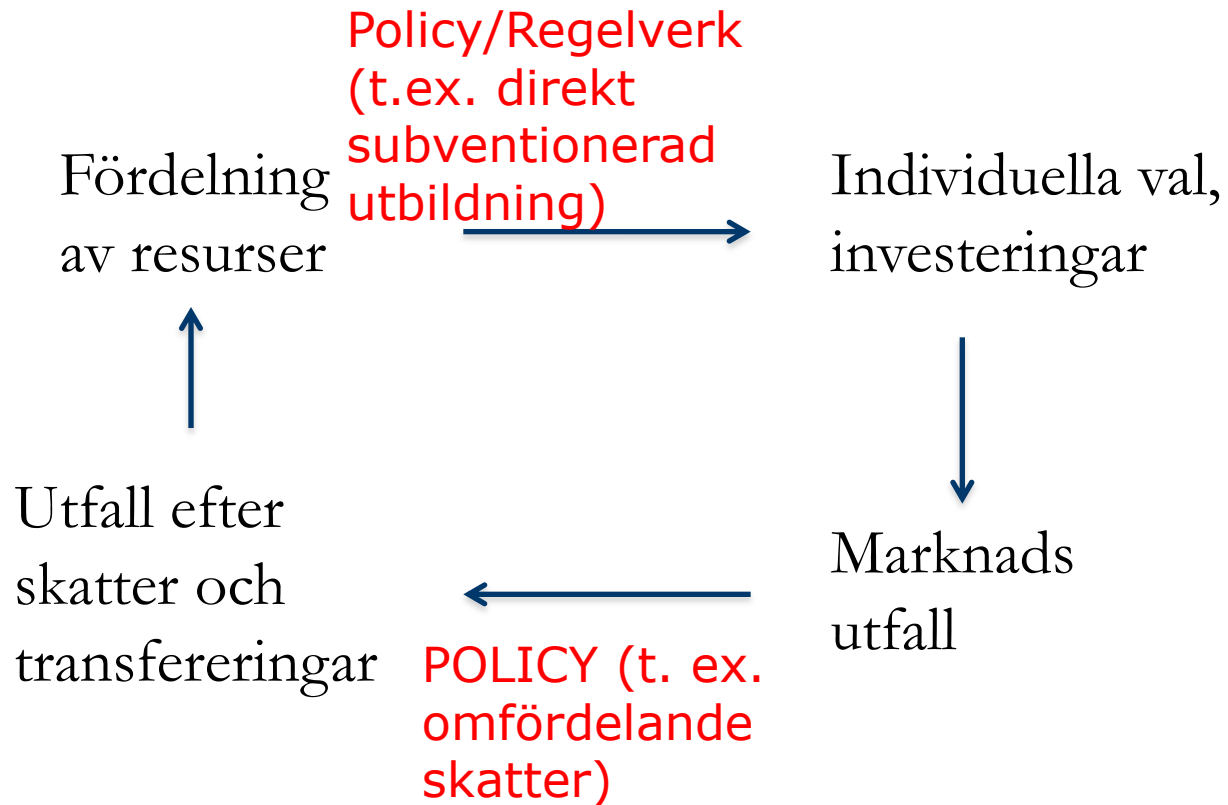 Policy/Regelverk
(t.ex. direkt
subventionerad
utbildning)
Fördelning
av resurser
Individuella val,
investeringar
Utfall efter
skatter och
transfereringar
Marknads
utfall
POLICY (t. ex.
omfördelande
skatter)